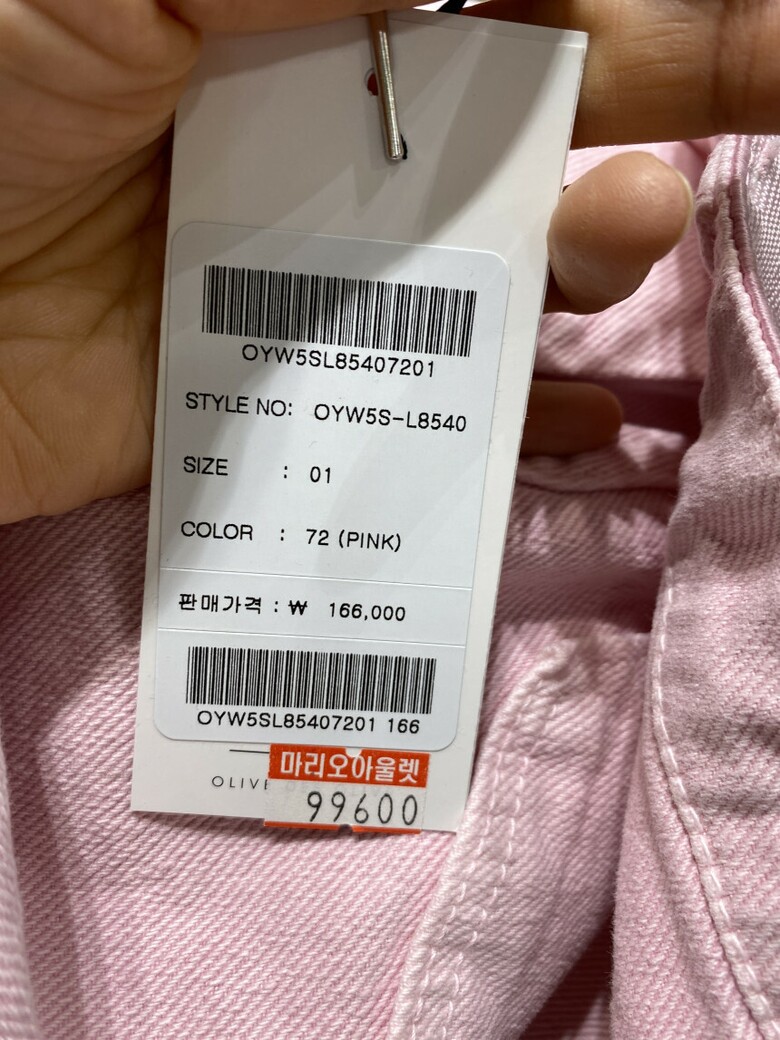 OYW5SL85407201
STYLE NO: OYW5S-L8540
SIZE : 01
COLOR : 72 (PINK)
판매가격 : ₩ 166,000
OYW5SL85407201 166
마리오아울렛
99600